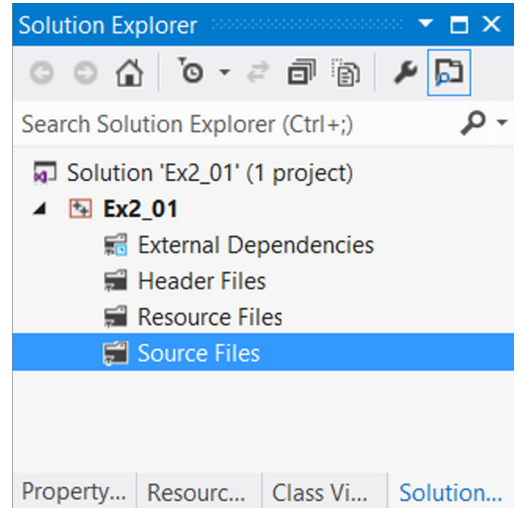 Solution Explorer
Search Solution Explorer (Ctrl+;)
Solution 'Ex2_01' (1 project)
Ex2_01
External Dependencies
Header Files
Resource Files
Source Files
Property... Resourc... Class Vi... Solution...